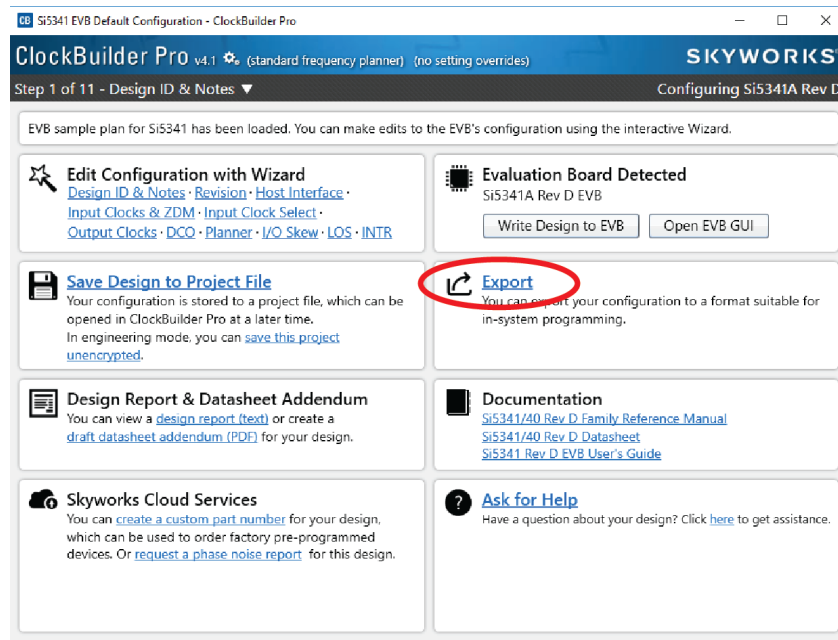 CB Si5341 EVB Default Configuration - ClockBuilder Pro
ClockBuilder Pro v4.1 (standard frequency planner) (no setting overrides) SKYWORKS
Step 1 of 11 - Design ID & Notes ▼ Configuring Si5341A Rev D
EVB sample plan for Si5341 has been loaded. You can make edits to the EVB's configuration using the interactive Wizard.
Edit Configuration with Wizard
Design ID & Notes · Revision · Host Interface ·
Input Clocks & ZDM · Input Clock Select ·
Output Clocks · DCO · Planner · I/O Skew · LOS · INTR
Evaluation Board Detected
Si5341A Rev D EVB
Write Design to EVB Open EVB GUI
Save Design to Project File
Your configuration is stored to a project file, which can be
opened in ClockBuilder Pro at a later time.
In engineering mode, you can save this project
unencrypted.
Export
You can export your configuration to a format suitable for
in-system programming.
Design Report & Datasheet Addendum
You can view a design report (text) or create a
draft datasheet addendum (PDF) for your design.
Documentation
Si5341/40 Rev D Family Reference Manual
Si5341/40 Rev D Datasheet
Si5341 Rev D EVB User's Guide
Skyworks Cloud Services
You can create a custom part number for your design,
which can be used to order factory pre-programmed
devices. Or request a phase noise report for this design.
? Ask for Help
Have a question about your design? Click here to get assistance.